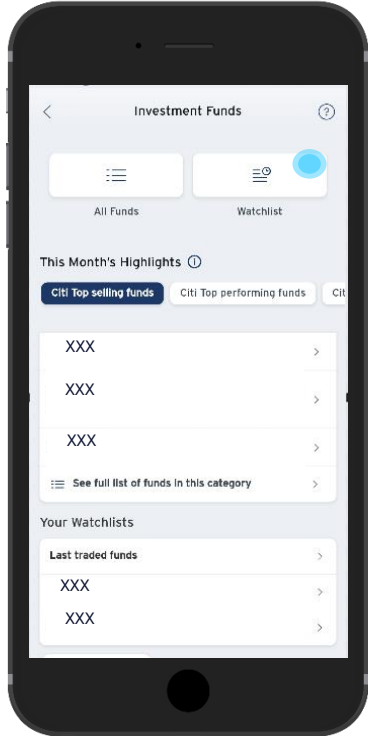 Investment Funds
All Funds
Watchlist
This Month's Highlights
Citi Top selling funds
Citi Top performing funds
Cit
XXX
XXX
XXX
See full list of funds in this category
Your Watchlists
Last traded funds
XXX
XXX